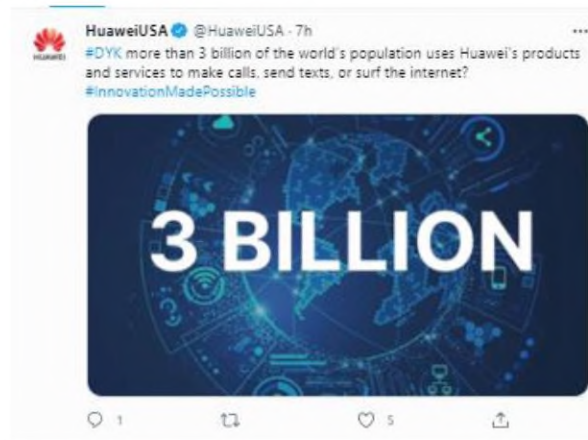 HuaweiUSA @HuaweiUSA · 7h
#DYK more than 3 billion of the world's population uses Huawei's products
and services to make calls, send texts, or surf the internet?
#InnovationMadePossible
HUAWEI
3 BILLION
1
5